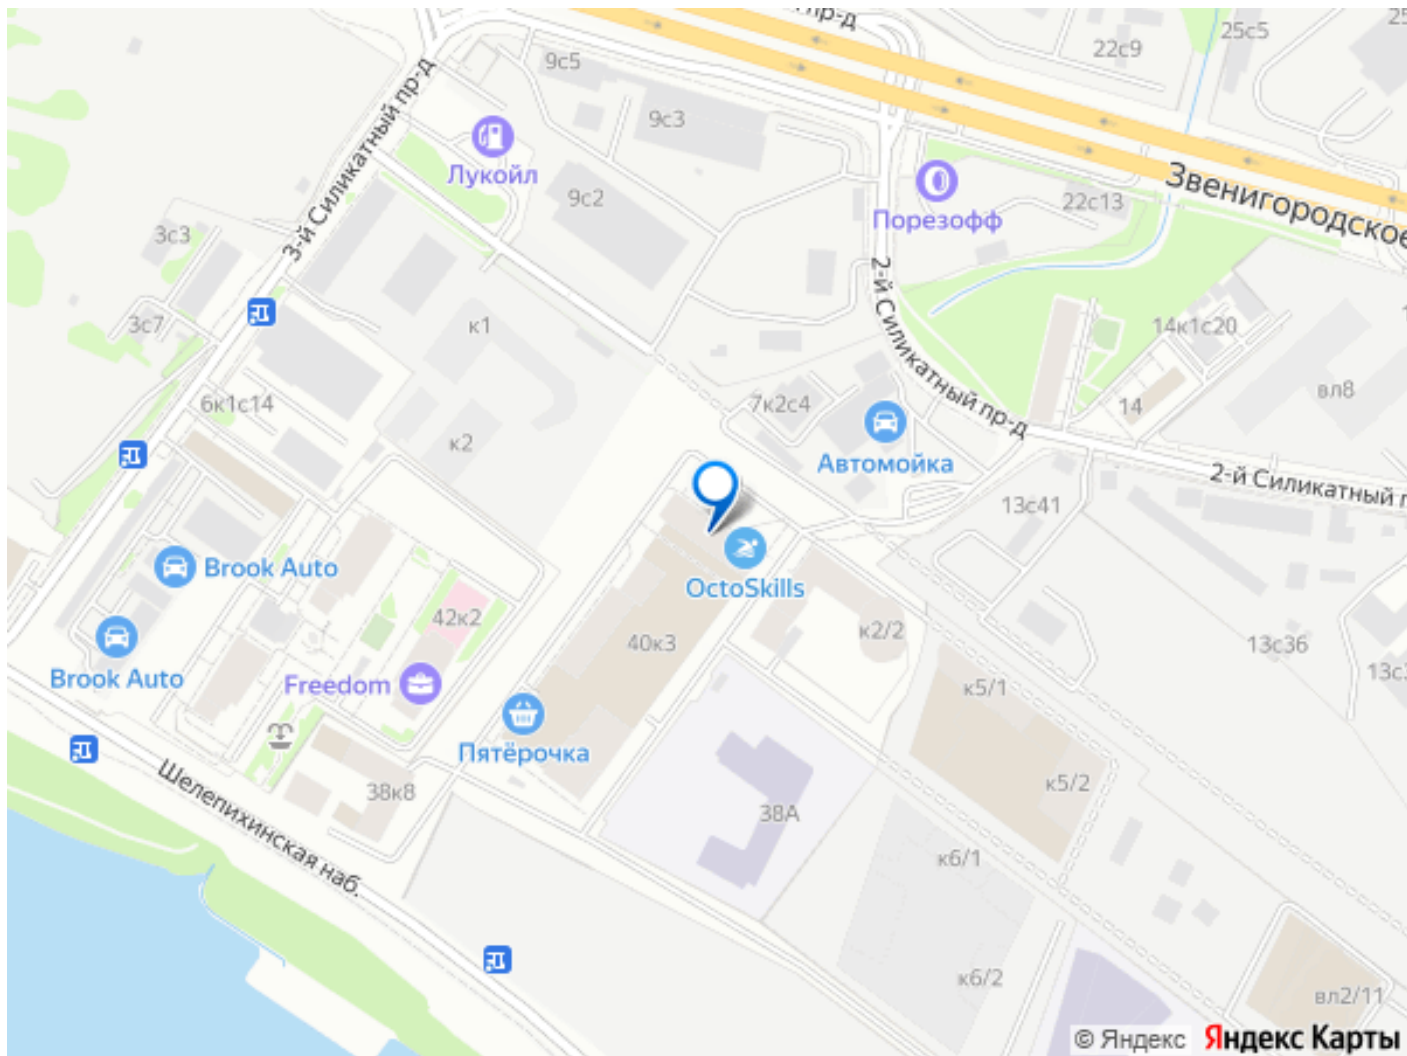 пр-д
25с5
22с9
9с5
9с3
3-й Силикатный пр-д
Лукойл
Звенигородское
Порезофф
22с13
9с2
3с3
2-й Силикатный пр-д
3с7
к1
14к1с20
вл8
6к1с14
7к2с4
14
к2
Автомойка
2-й Силикатный п
13с41
Brook Auto
OctoSkills
42к2
40к3
к2/2
13с36
Brook Auto
Freedom
к5/1
13с3
Пятёрочка
Шелепихинская наб.
38к8
к5/2
38А
к6/1
к6/2
вл2/11
© Яндекс Яндекс Карты